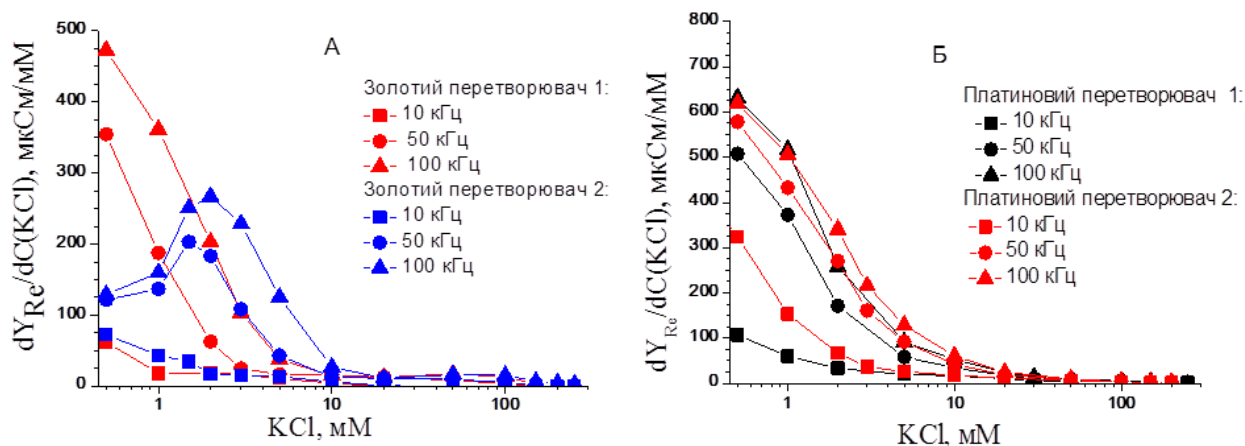 А
500
400
300
200
100
0
1
10
100
dY_Re/dC(KCl), мкСм/мМ
KCl, мМ
Золотий перетворювач 1:
10 кГц
50 кГц
100 кГц
Золотий перетворювач 2:
10 кГц
50 кГц
100 кГц
Б
800
700
600
500
400
300
200
100
0
1
10
100
dY_Re/dC(KCl), мкСм/мМ
KCl, мМ
Платиновий перетворювач 1:
10 кГц
50 кГц
100 кГц
Платиновий перетворювач 2:
10 кГц
50 кГц
100 кГц